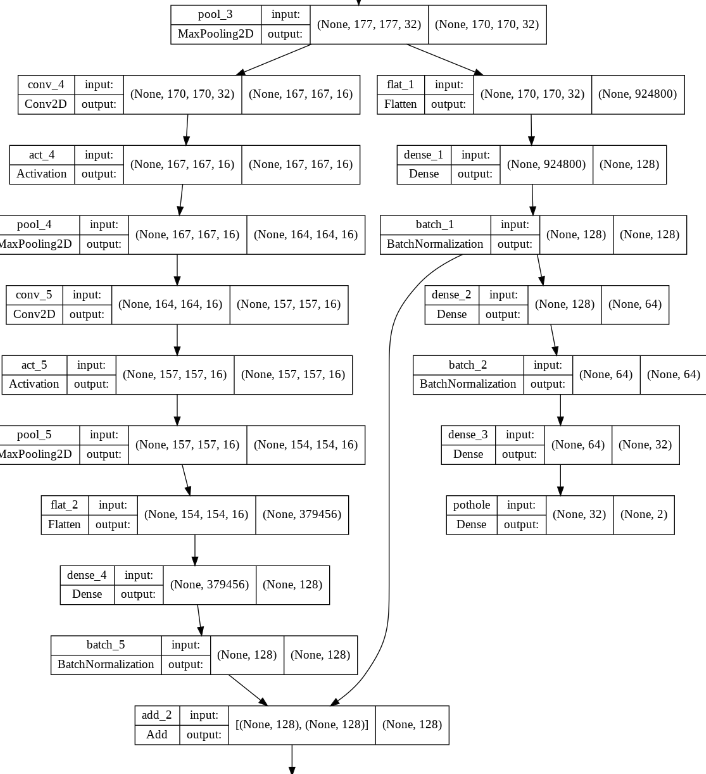 pool_3 input: (None, 177, 177, 32) (None, 170, 170, 32)
MaxPooling2D output:
conv_4 input: (None, 170, 170, 32) (None, 167, 167, 16)
Conv2D output:
flat_1 input: (None, 170, 170, 32) (None, 924800)
Flatten output:
act_4 input: (None, 167, 167, 16) (None, 167, 167, 16)
Activation output:
dense_1 input: (None, 924800) (None, 128)
Dense output:
pool_4 input: (None, 167, 167, 16) (None, 164, 164, 16)
MaxPooling2D output:
batch_1 input: (None, 128) (None, 128)
BatchNormalization output:
conv_5 input: (None, 164, 164, 16) (None, 157, 157, 16)
Conv2D output:
dense_2 input: (None, 128) (None, 64)
Dense output:
act_5 input: (None, 157, 157, 16) (None, 157, 157, 16)
Activation output:
batch_2 input: (None, 64) (None, 64)
BatchNormalization output:
pool_5 input: (None, 157, 157, 16) (None, 154, 154, 16)
MaxPooling2D output:
dense_3 input: (None, 64) (None, 32)
Dense output:
flat_2 input: (None, 154, 154, 16) (None, 379456)
Flatten output:
pothole input: (None, 32) (None, 2)
Dense output:
dense_4 input: (None, 379456) (None, 128)
Dense output:
batch_5 input: (None, 128) (None, 128)
BatchNormalization output:
add_2 input: [(None, 128), (None, 128)] (None, 128)
Add output: